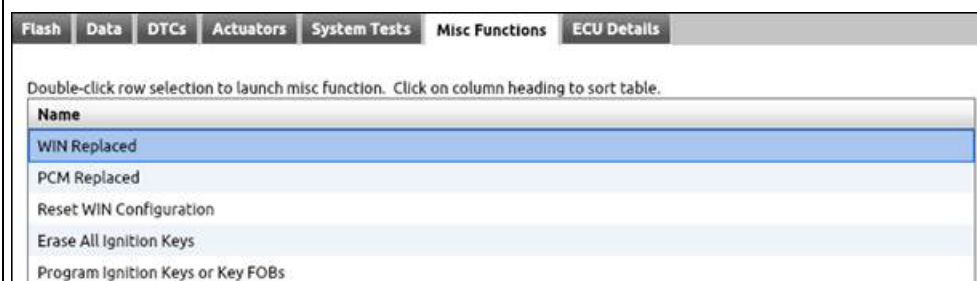 Flash Data DTCs Actuators System Tests Misc Functions ECU Details
Double-click row selection to launch misc function. Click on column heading to sort table.
Name
WIN Replaced
PCM Replaced
Reset WIN Configuration
Erase All Ignition Keys
Program Ignition Keys or Key FOBs